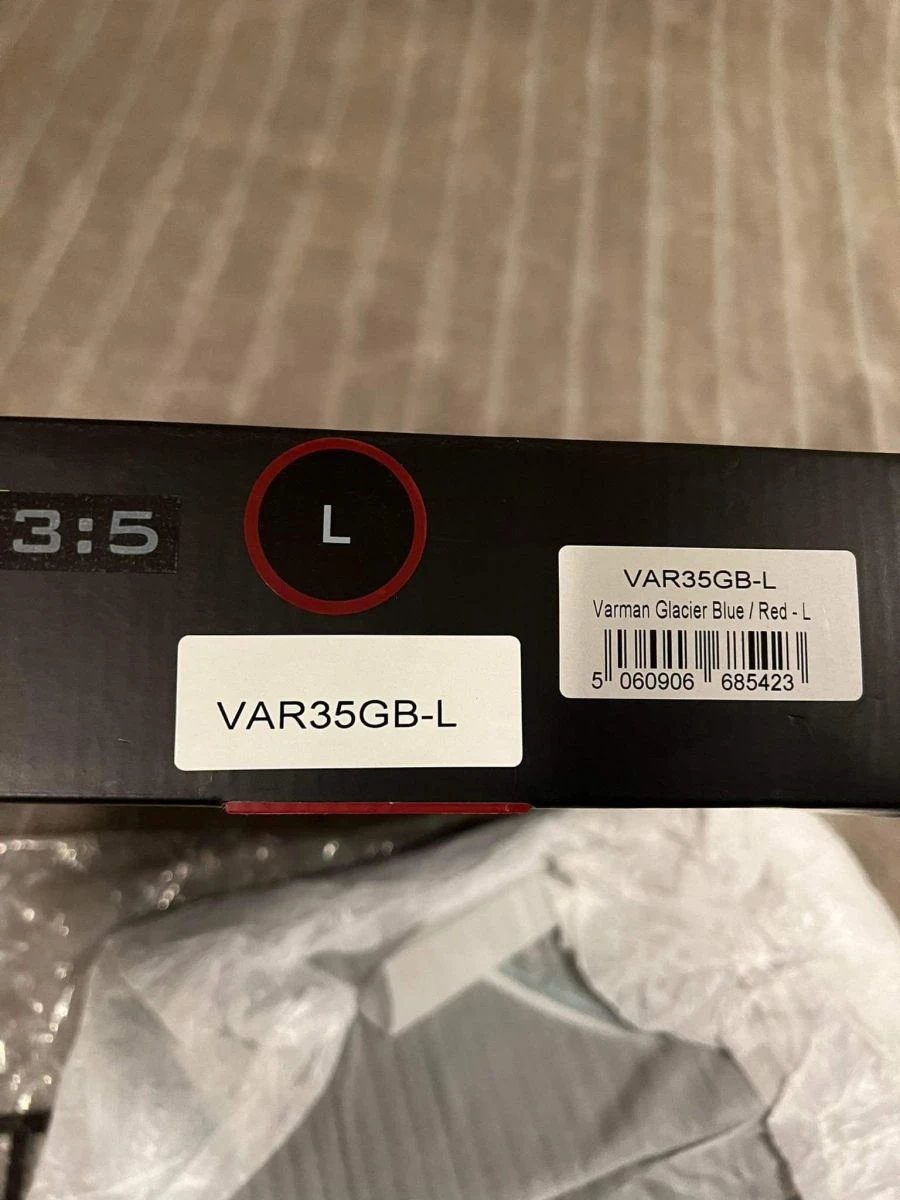 3:5
L
VAR35GB-L
VAR35GB-L
Varman Glacier Blue / Red - L
5 060906 685423